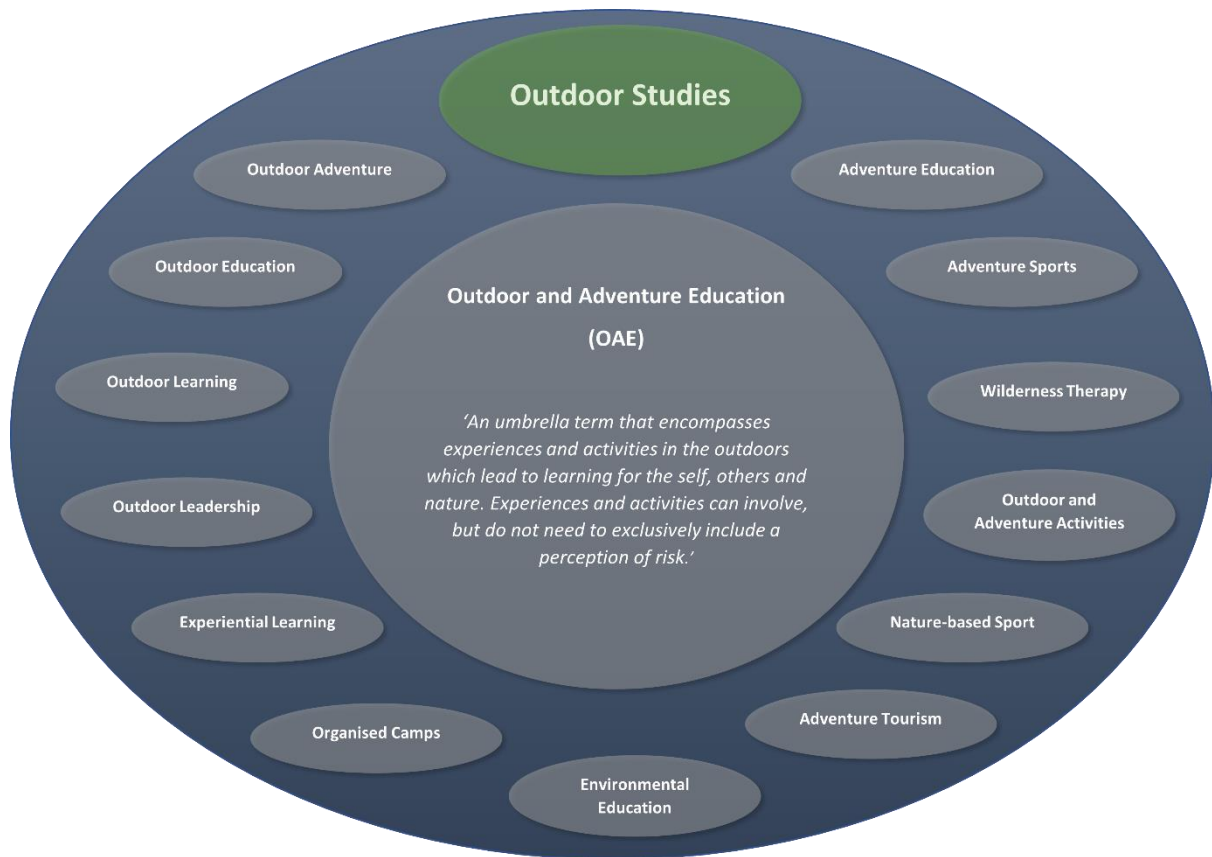 Outdoor Studies
Outdoor Adventure
Adventure Education
Outdoor Education
Adventure Sports
Outdoor and Adventure Education
(OAE)
‘An umbrella term that encompasses
experiences and activities in the outdoors
which lead to learning for the self, others and
nature. Experiences and activities can involve,
but do not need to exclusively include a
perception of risk.’
Outdoor Learning
Wilderness Therapy
Outdoor Leadership
Outdoor and
Adventure Activities
Experiential Learning
Nature-based Sport
Organised Camps
Adventure Tourism
Environmental
Education